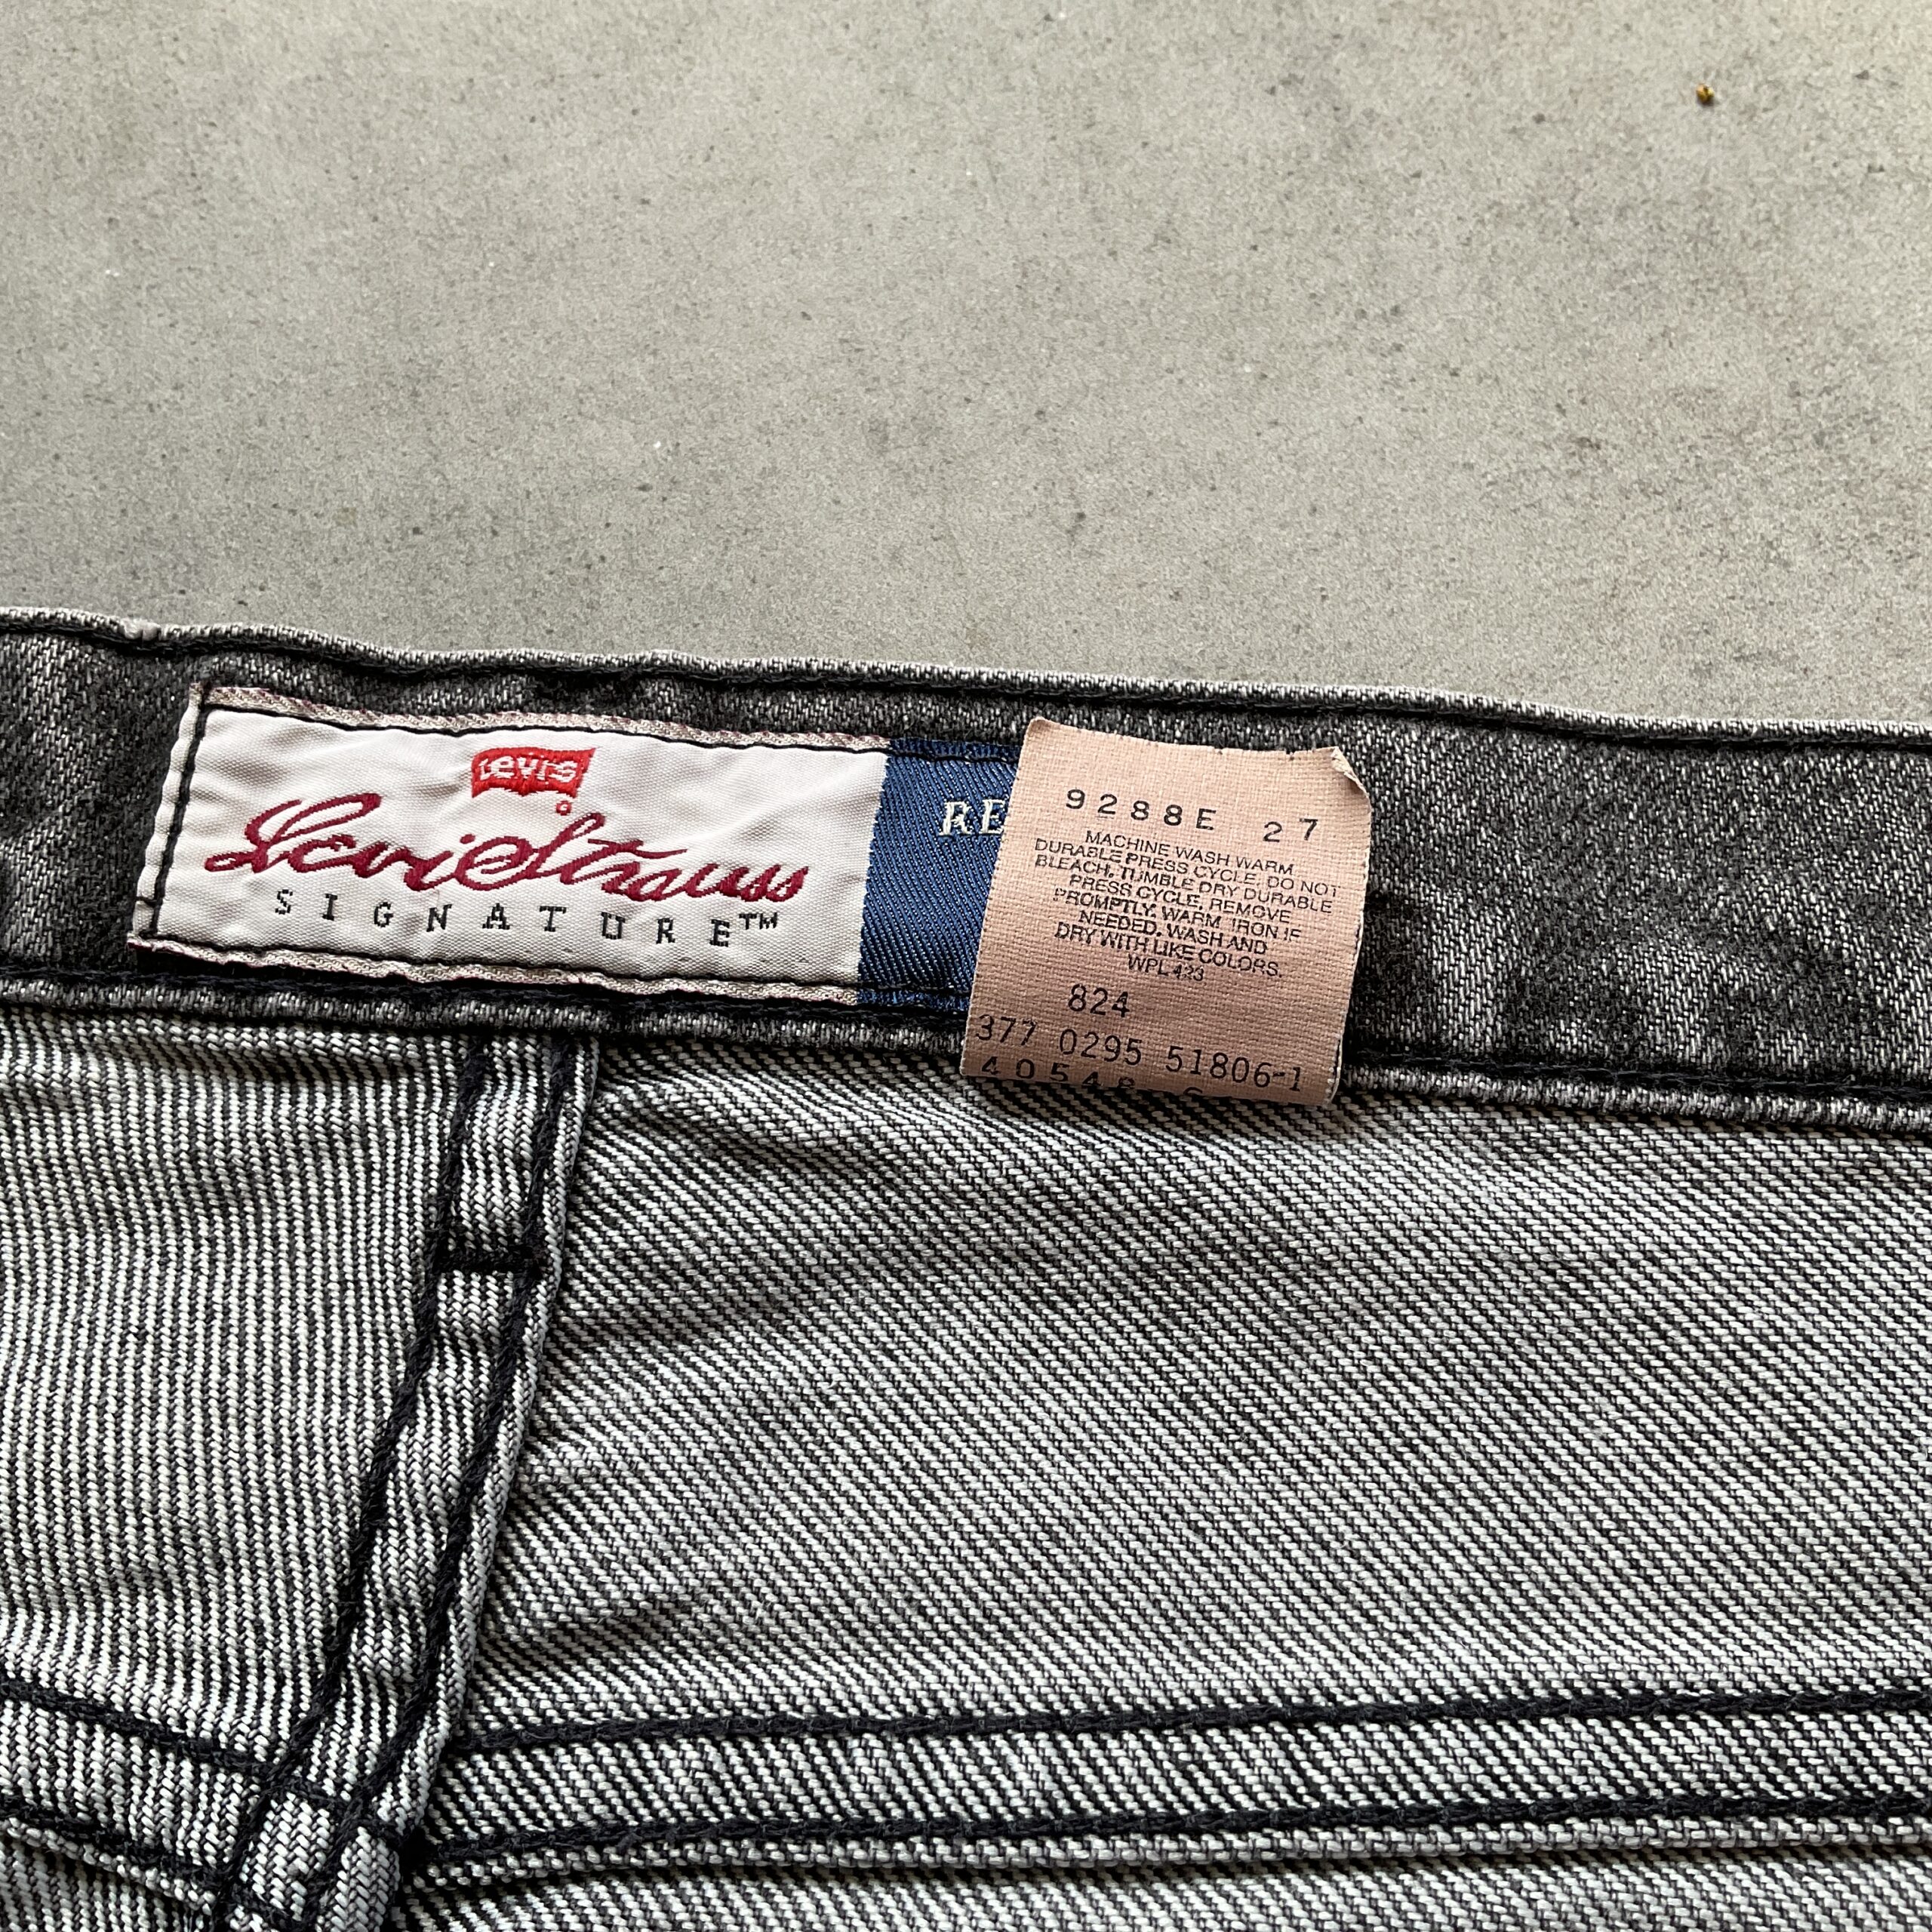 Levi's
Levi Strauss
SIGNATURE™
RE
9288E 27
MACHINE WASH WARM
DURABLE PRESS CYCLE, DO NOT
BLEACH, TUMBLE DRY DURABLE
PRESS CYCLE, REMOVE
PROMPTLY. WARM IRON IF
NEEDED. WASH AND
DRY WITH LIKE COLORS.
WPL 423
824
377 0295 51806-1